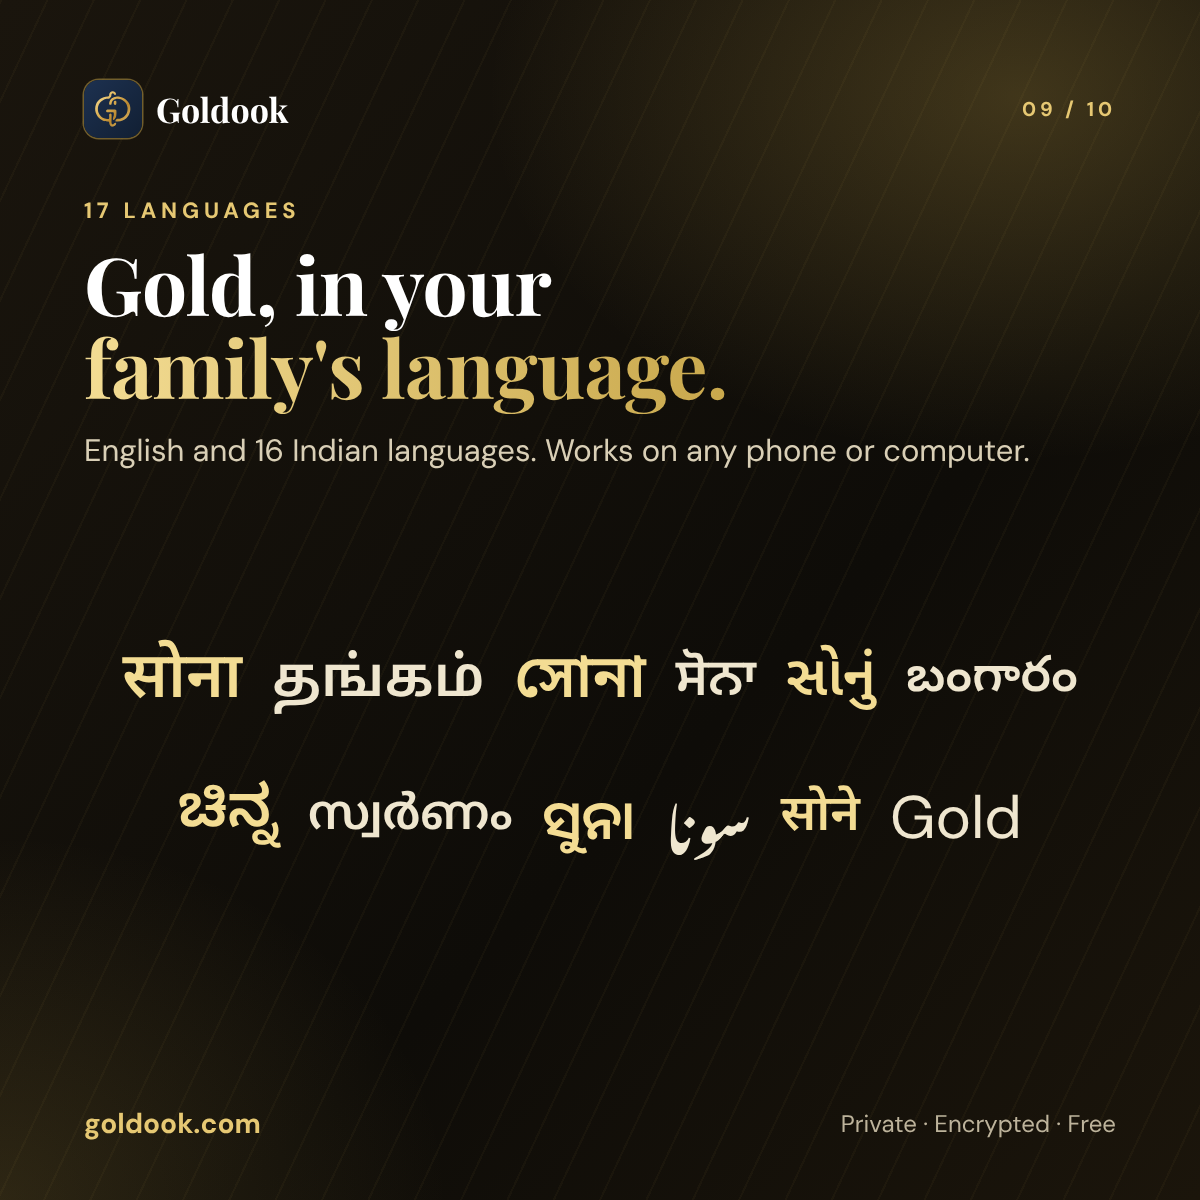 Goldook
09 / 10
17 LANGUAGES
Gold, in your
family's language.
English and 16 Indian languages. Works on any phone or computer.
सोना தங்கம் সোনা ਸੋਨਾ સોનું బంగారం
ಚಿನ್ನ സ്വർണം ସୁନା سونا सोने Gold
goldook.com
Private · Encrypted · Free